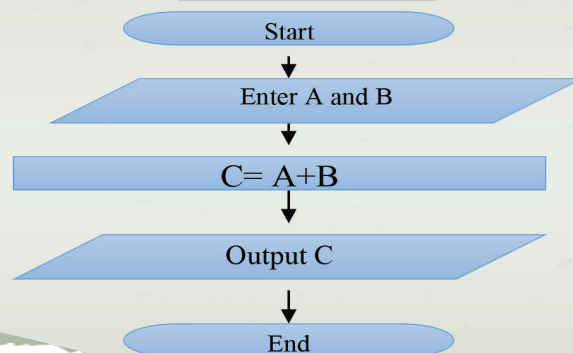 Start
Enter A and B
C= A+B
Output C
End